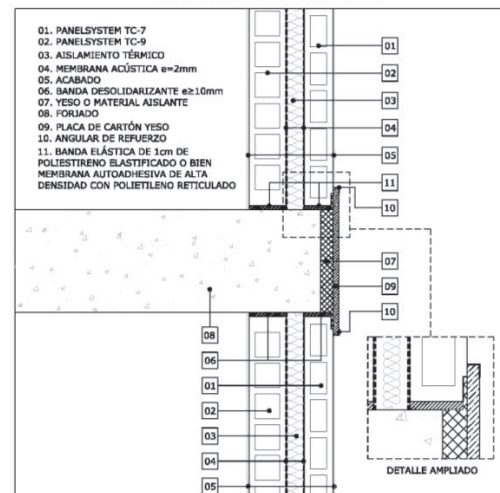 01. PANELSYSTEM TC-7
02. PANELSYSTEM TC-9
03. AISLAMIENTO TÉRMICO
04. MEMBRANA ACÚSTICA e=2mm
05. ACABADO
06. BANDA DESOLIDARIZANTE e≥10mm
07. YESO O MATERIAL AISLANTE
08. FORJADO
09. PLACA DE CARTÓN YESO
10. ANGULAR DE REFUERZO
11. BANDA ELÁSTICA DE 1cm DE
POLIESTIRENO ELASTIFICADO O BIEN
MEMBRANA AUTOADHESIVA DE ALTA
DENSIDAD CON POLIETILENO RETICULADO
01
02
03
04
05
11
10
07
09
10
08
06
01
02
03
04
05
DETALLE AMPLIADO